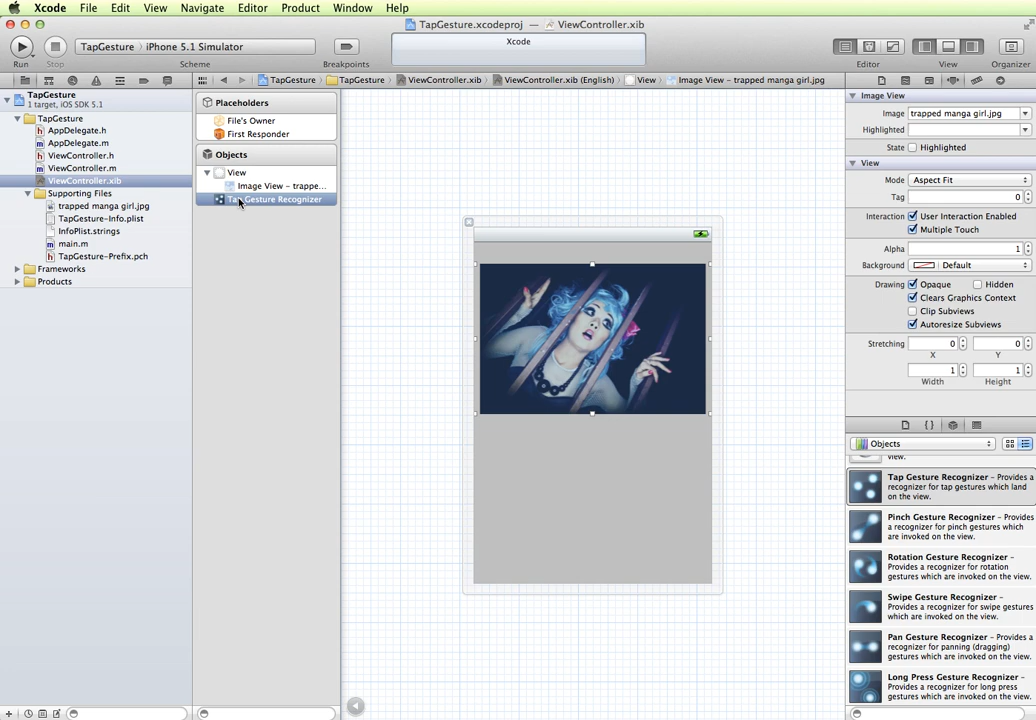 Xcode File Edit View Navigate Editor Product Window Help
TapGesture.xcodeproj — ViewController.xib
Run
Stop
TapGesture › iPhone 5.1 Simulator
Scheme
Breakpoints
Xcode
Editor
View
Organizer
TapGesture › TapGesture › ViewController.xib › ViewController.xib (English) › View › Image View – trapped manga girl.jpg
TapGesture
1 target, iOS SDK 5.1
TapGesture
AppDelegate.h
AppDelegate.m
ViewController.h
ViewController.m
ViewController.xib
Supporting Files
trapped manga girl.jpg
TapGesture-Info.plist
InfoPlist.strings
main.m
TapGesture-Prefix.pch
Frameworks
Products
Placeholders
File's Owner
First Responder
Objects
View
Image View – trappe...
Tap Gesture Recognizer
Image View
Image trapped manga girl.jpg
Highlighted
State Highlighted
View
Mode Aspect Fit
Tag 0
Interaction User Interaction Enabled
Multiple Touch
Alpha 1
Background Default
Drawing Opaque Hidden
Clears Graphics Context
Clip Subviews
Autoresize Subviews
Stretching 0 0
X Y
1 1
Width Height
Objects
view.
Tap Gesture Recognizer – Provides a
recognizer for tap gestures which land
on the view.
Pinch Gesture Recognizer – Provides
a recognizer for pinch gestures which
are invoked on the view.
Rotation Gesture Recognizer –
Provides a recognizer for rotation
gestures which are invoked on the view.
Swipe Gesture Recognizer –
Provides a recognizer for swipe gestures
which are invoked on the view.
Pan Gesture Recognizer – Provides a
recognizer for panning (dragging)
gestures which are invoked on the view.
Long Press Gesture Recognizer –
Provides a recognizer for long press
gestures which are invoked on the view.